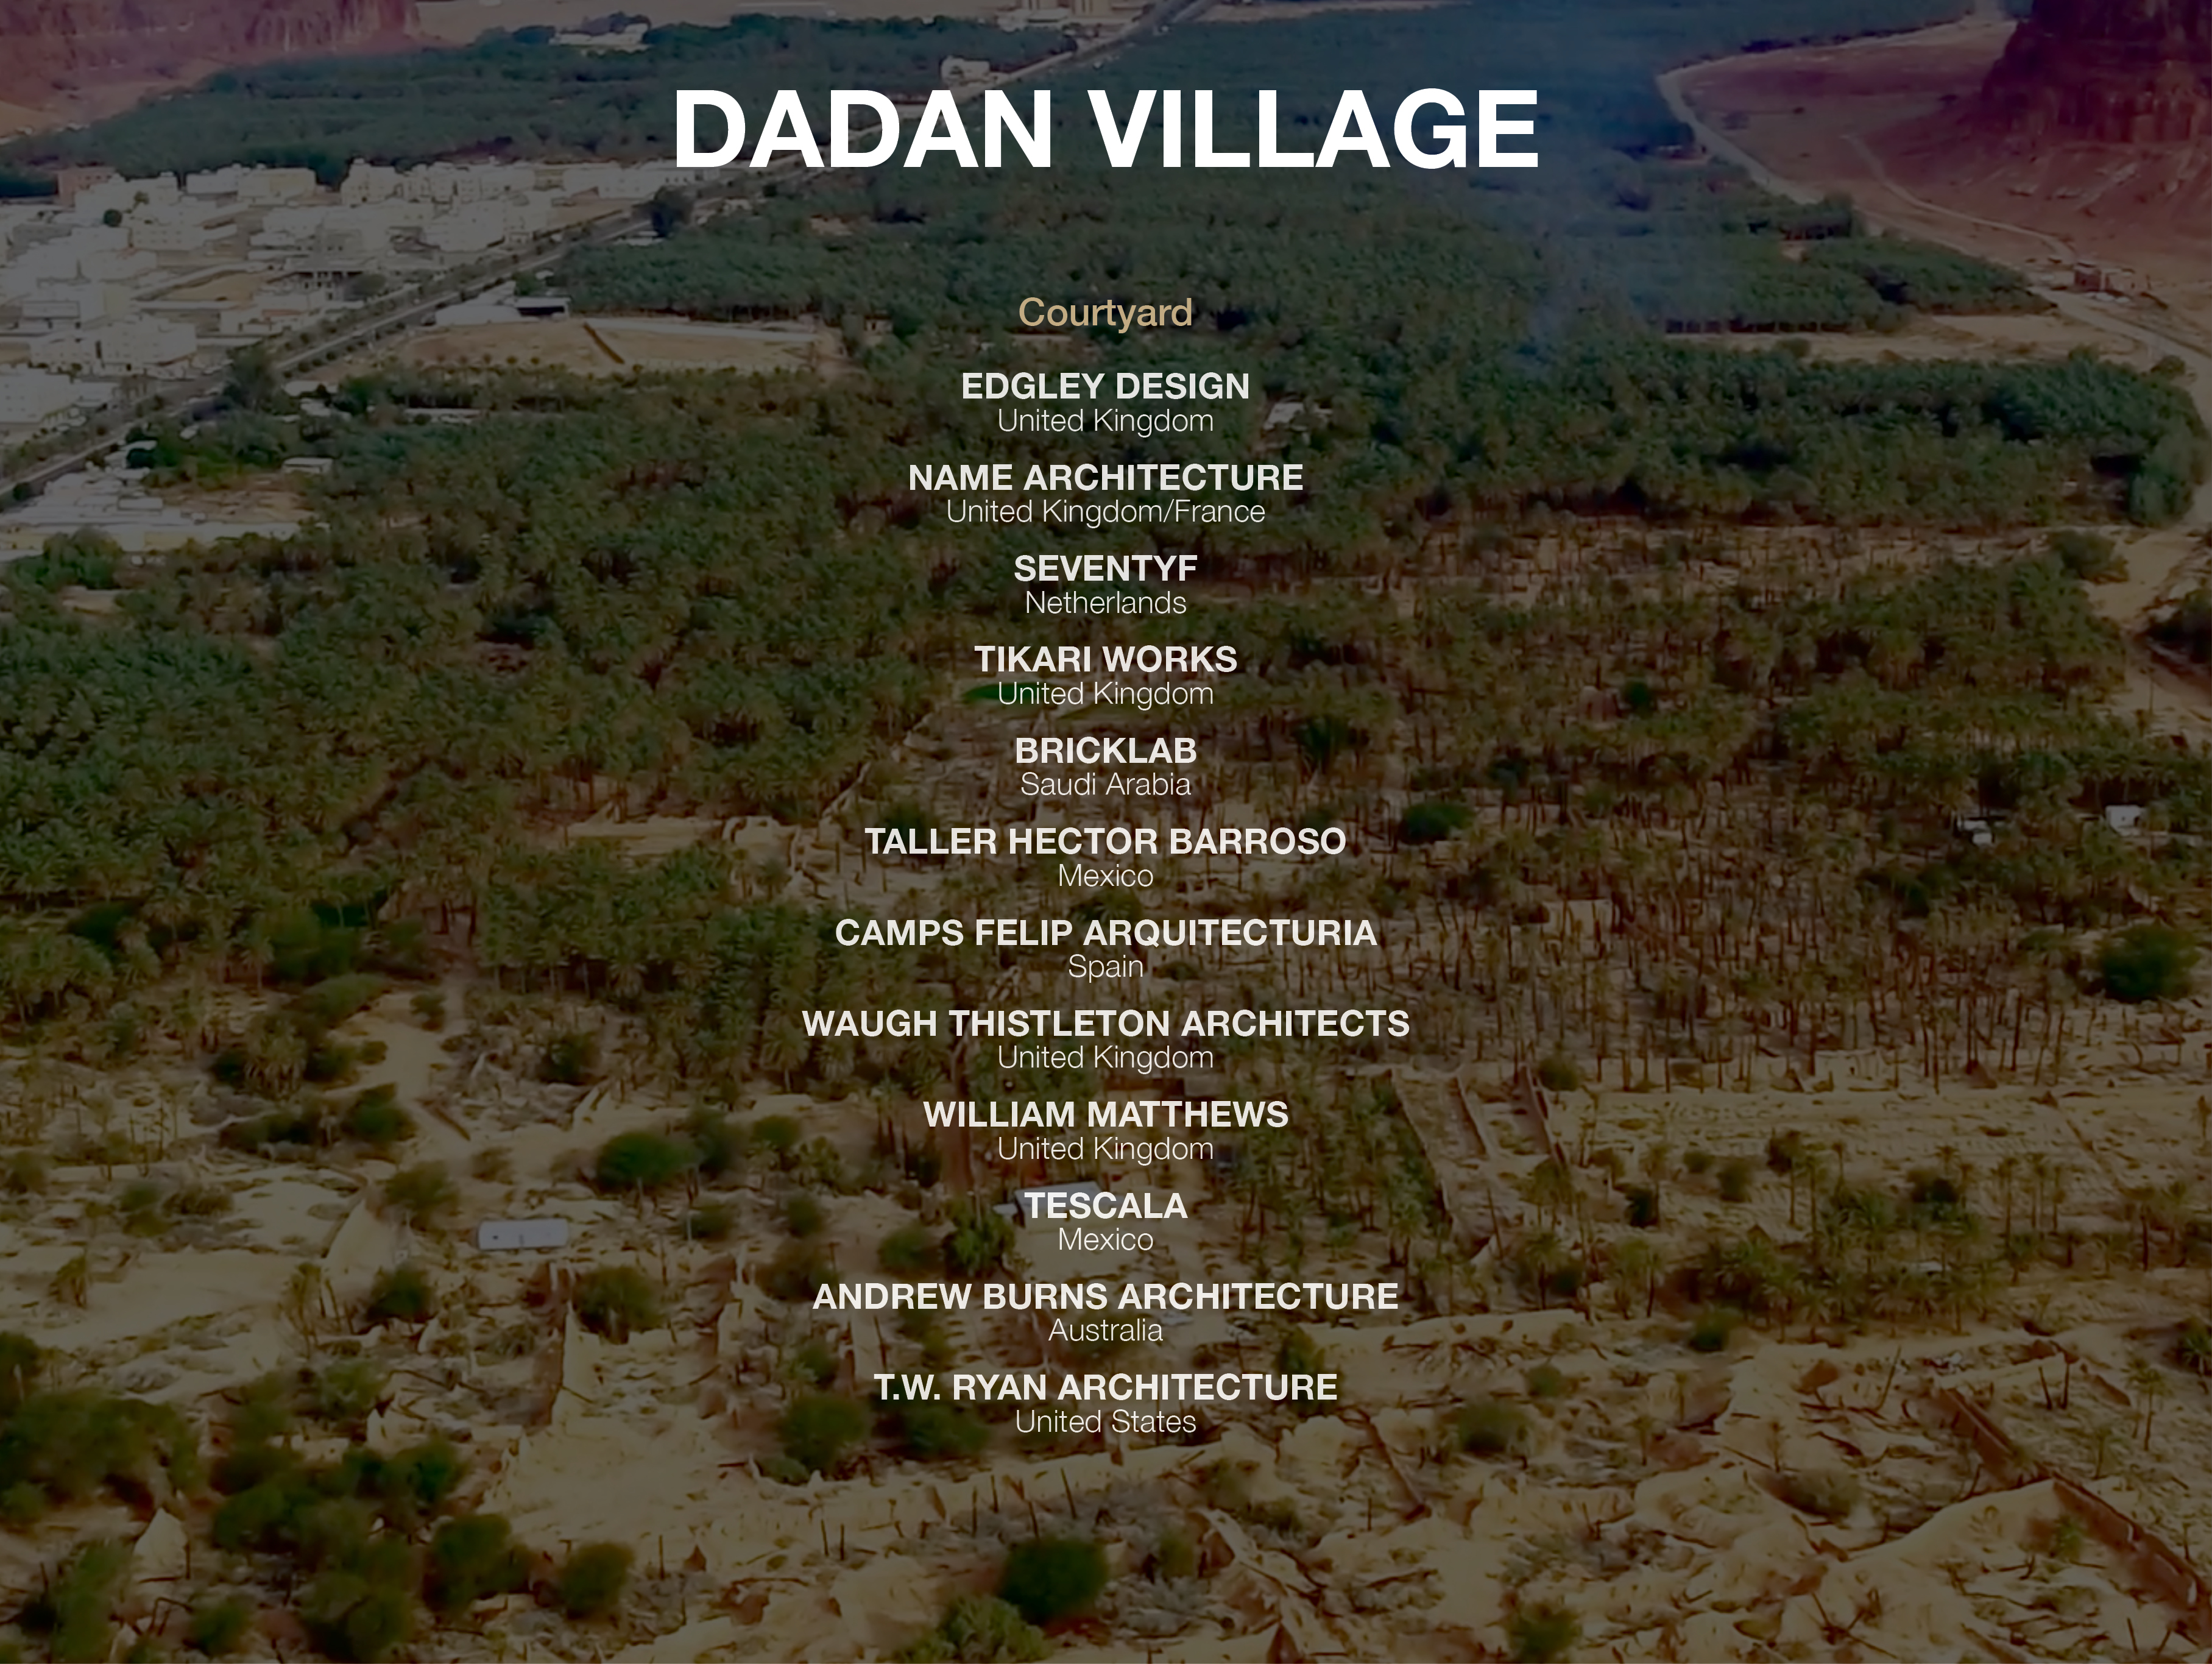 DADAN VILLAGE
Courtyard
EDGLEY DESIGN
United Kingdom
NAME ARCHITECTURE
United Kingdom/France
SEVENTYF
Netherlands
TIKARI WORKS
United Kingdom
BRICKLAB
Saudi Arabia
TALLER HECTOR BARROSO
Mexico
CAMPS FELIP ARQUITECTURIA
Spain
WAUGH THISTLETON ARCHITECTS
United Kingdom
WILLIAM MATTHEWS
United Kingdom
TESCALA
Mexico
ANDREW BURNS ARCHITECTURE
Australia
T.W. RYAN ARCHITECTURE
United States